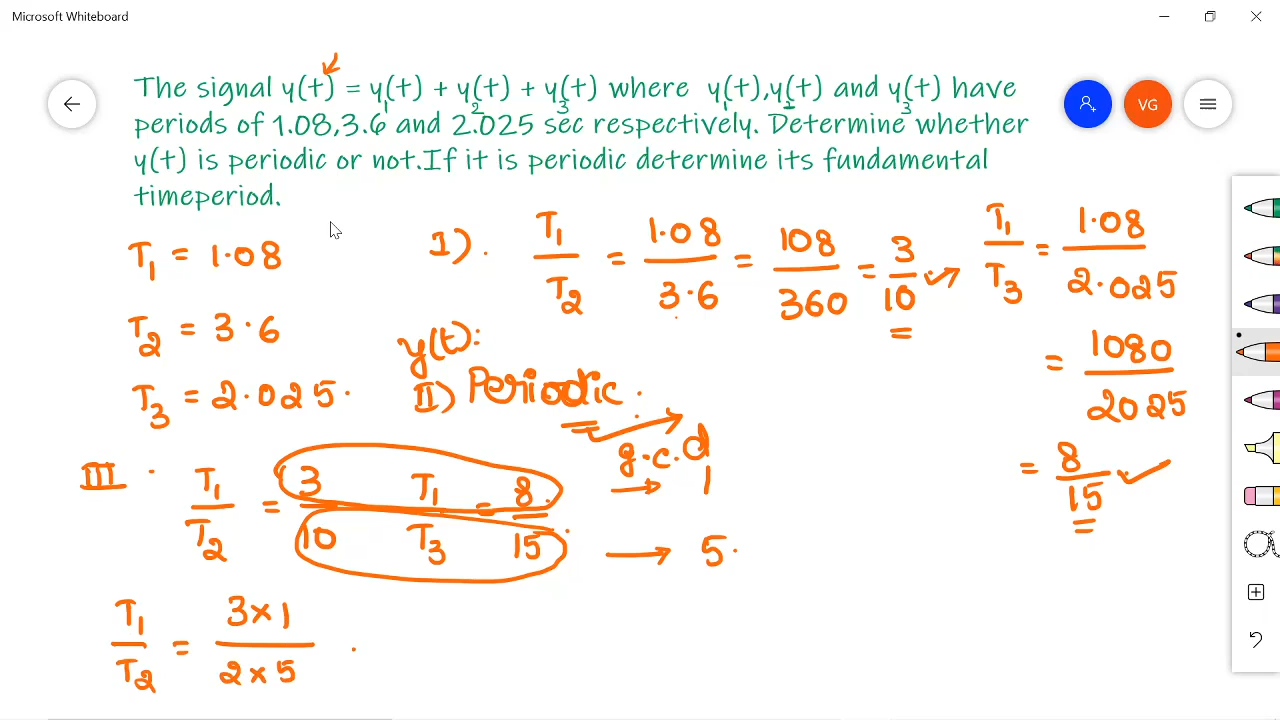 Microsoft Whiteboard
The signal y(t) = y₁(t) + y₂(t) + y₃(t) where y₁(t),y₂(t) and y₃(t) have
periods of 1.08,3.6 and 2.025 sec respectively. Determine whether
y(t) is periodic or not.If it is periodic determine its fundamental
timeperiod.
VG
T₁ = 1.08
T₂ = 3.6
T₃ = 2.025.
I). T₁/T₂ = 1.08/3.6 = 108/360 = 3/10
T₁/T₃ = 1.08/2.025
= 1080/2025
= 8/15
y(t):
II) Periodic.
III. T₁/T₂ = 3/10 T₁/T₃ = 8/15
g.c.d
→ 1
→ 5.
T₁/T₂ = 3×1/2×5